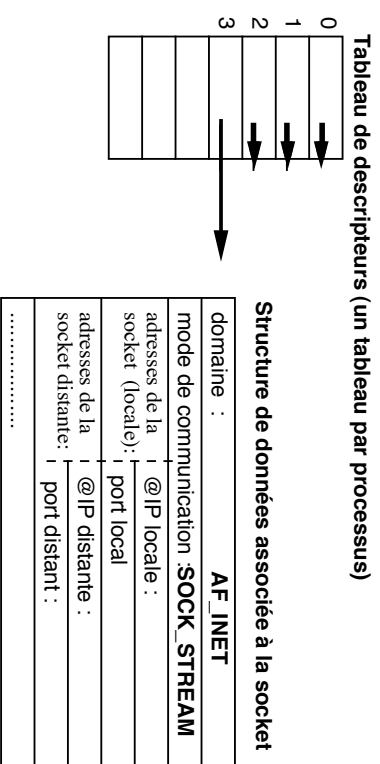 Tableau de descripteurs (un tableau par processus)
0
1
2
3
Structure de données associée à la socket
domaine : AF_INET
mode de communication :SOCK_STREAM
adresses de la
socket (locale):
@IP locale :
port local
adresses de la
socket distante:
@IP distante :
port distant :
..................